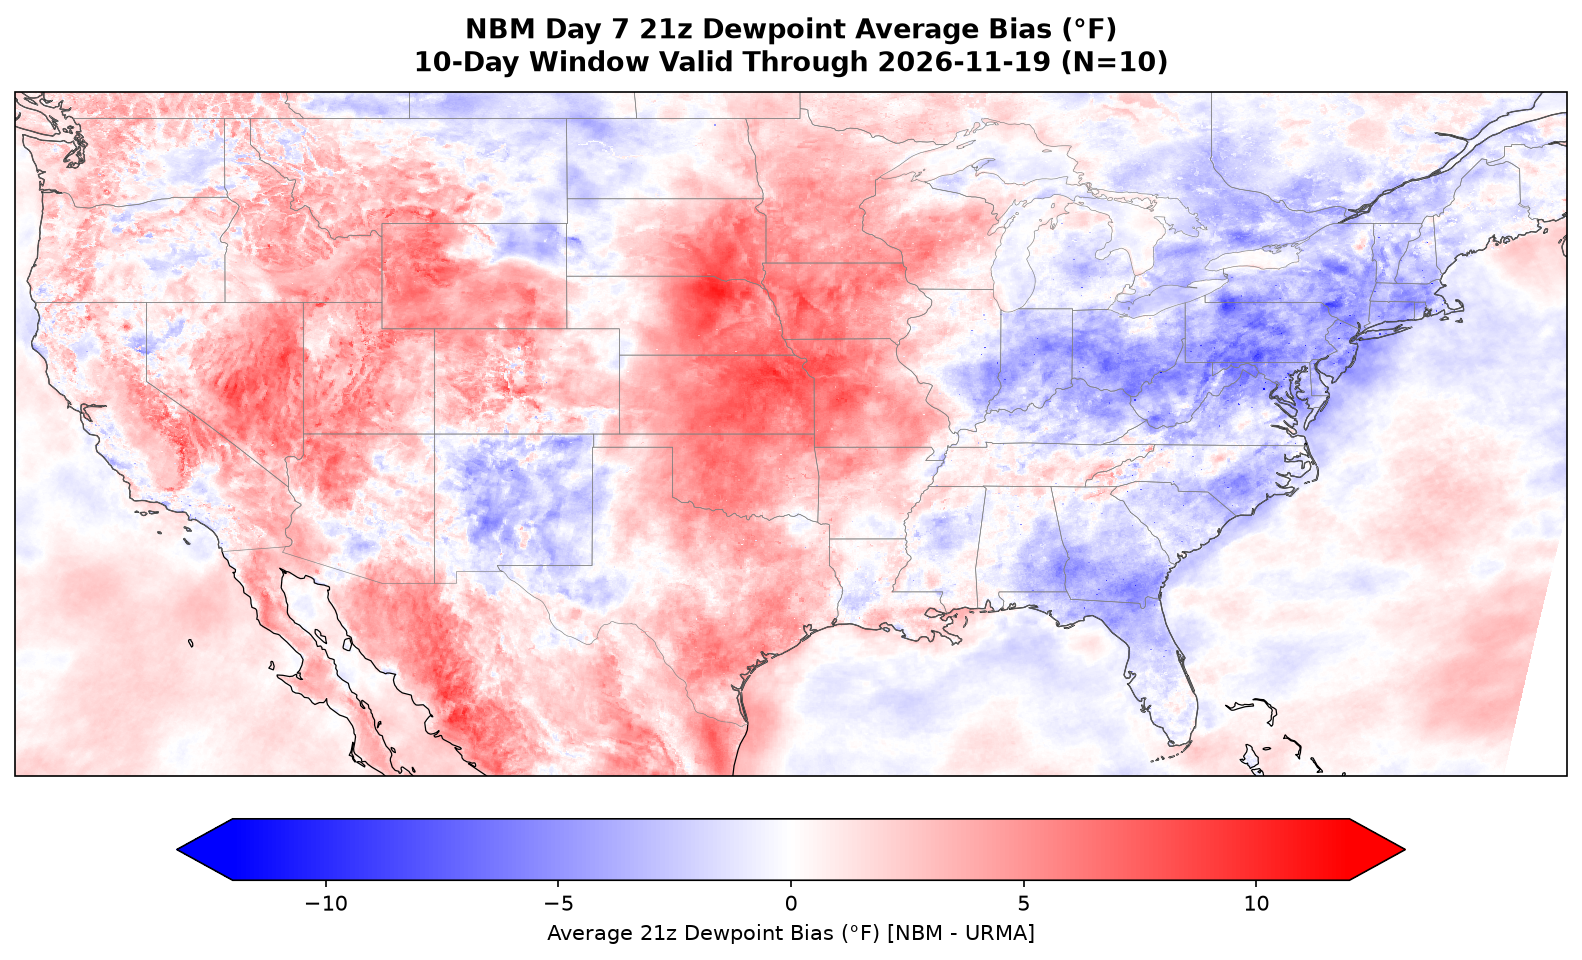 NBM Day 7 21z Dewpoint Average Bias (°F)
10-Day Window Valid Through 2026-11-19 (N=10)
−10 −5 0 5 10
Average 21z Dewpoint Bias (°F) [NBM - URMA]